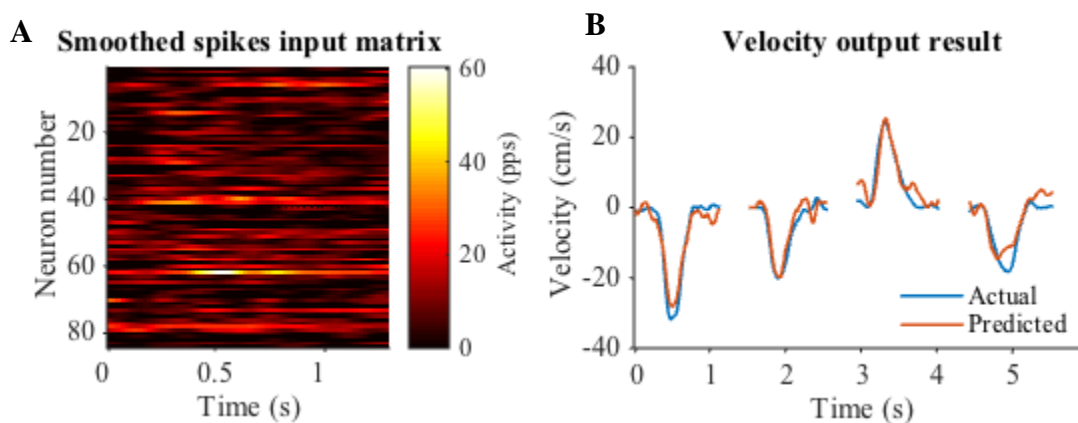 A
Smoothed spikes input matrix
Neuron number
20
40
60
80
0
0.5
1
Time (s)
60
40
20
0
Activity (pps)
B
Velocity output result
Velocity (cm/s)
40
20
0
-20
-40
0
1
2
3
4
5
Time (s)
Actual
Predicted